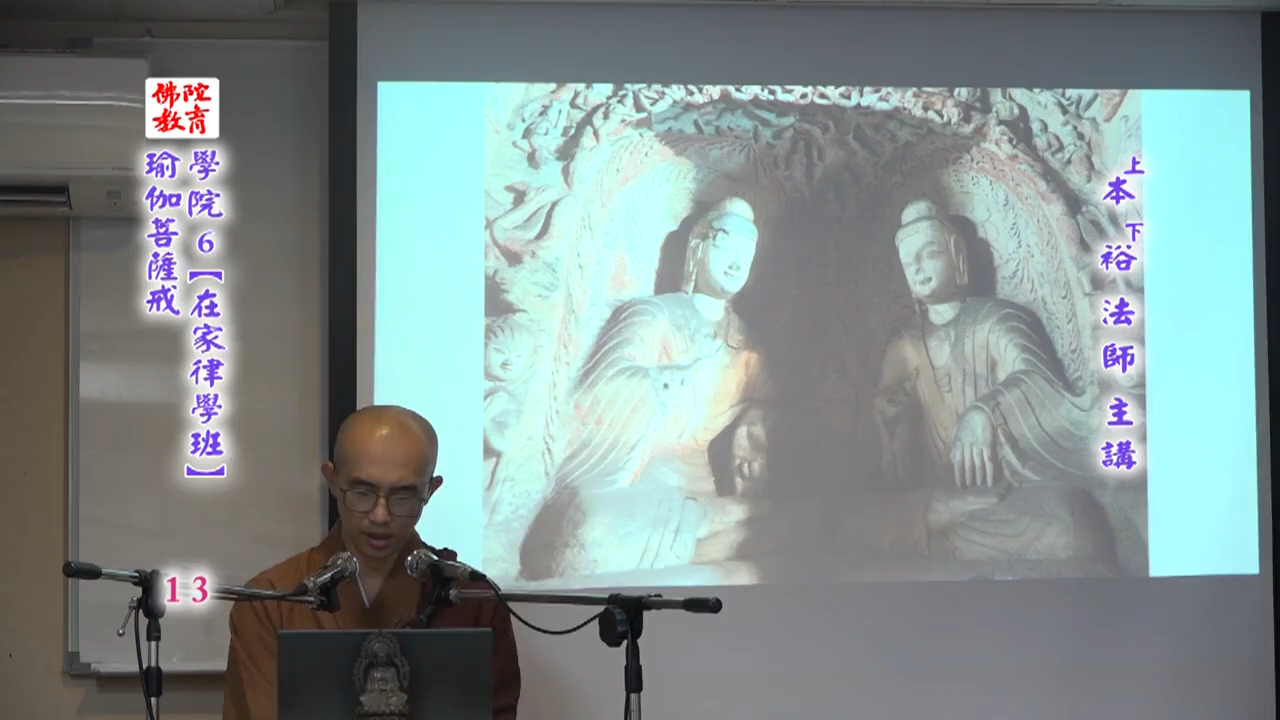 佛陀
教育
學院6【在家律學班】
瑜伽菩薩戒
13
上本下裕法師主講